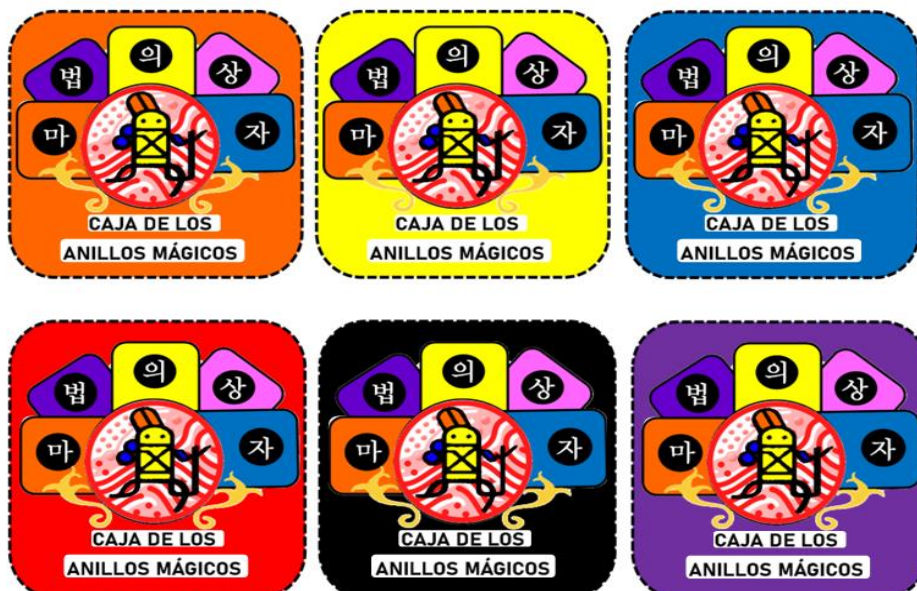 마 법 의 상 자
CAJA DE LOS
ANILLOS MÁGICOS
마 법 의 상 자
CAJA DE LOS
ANILLOS MÁGICOS
마 법 의 상 자
CAJA DE LOS
ANILLOS MÁGICOS
마 법 의 상 자
CAJA DE LOS
ANILLOS MÁGICOS
마 법 의 상 자
CAJA DE LOS
ANILLOS MÁGICOS
마 법 의 상 자
CAJA DE LOS
ANILLOS MÁGICOS